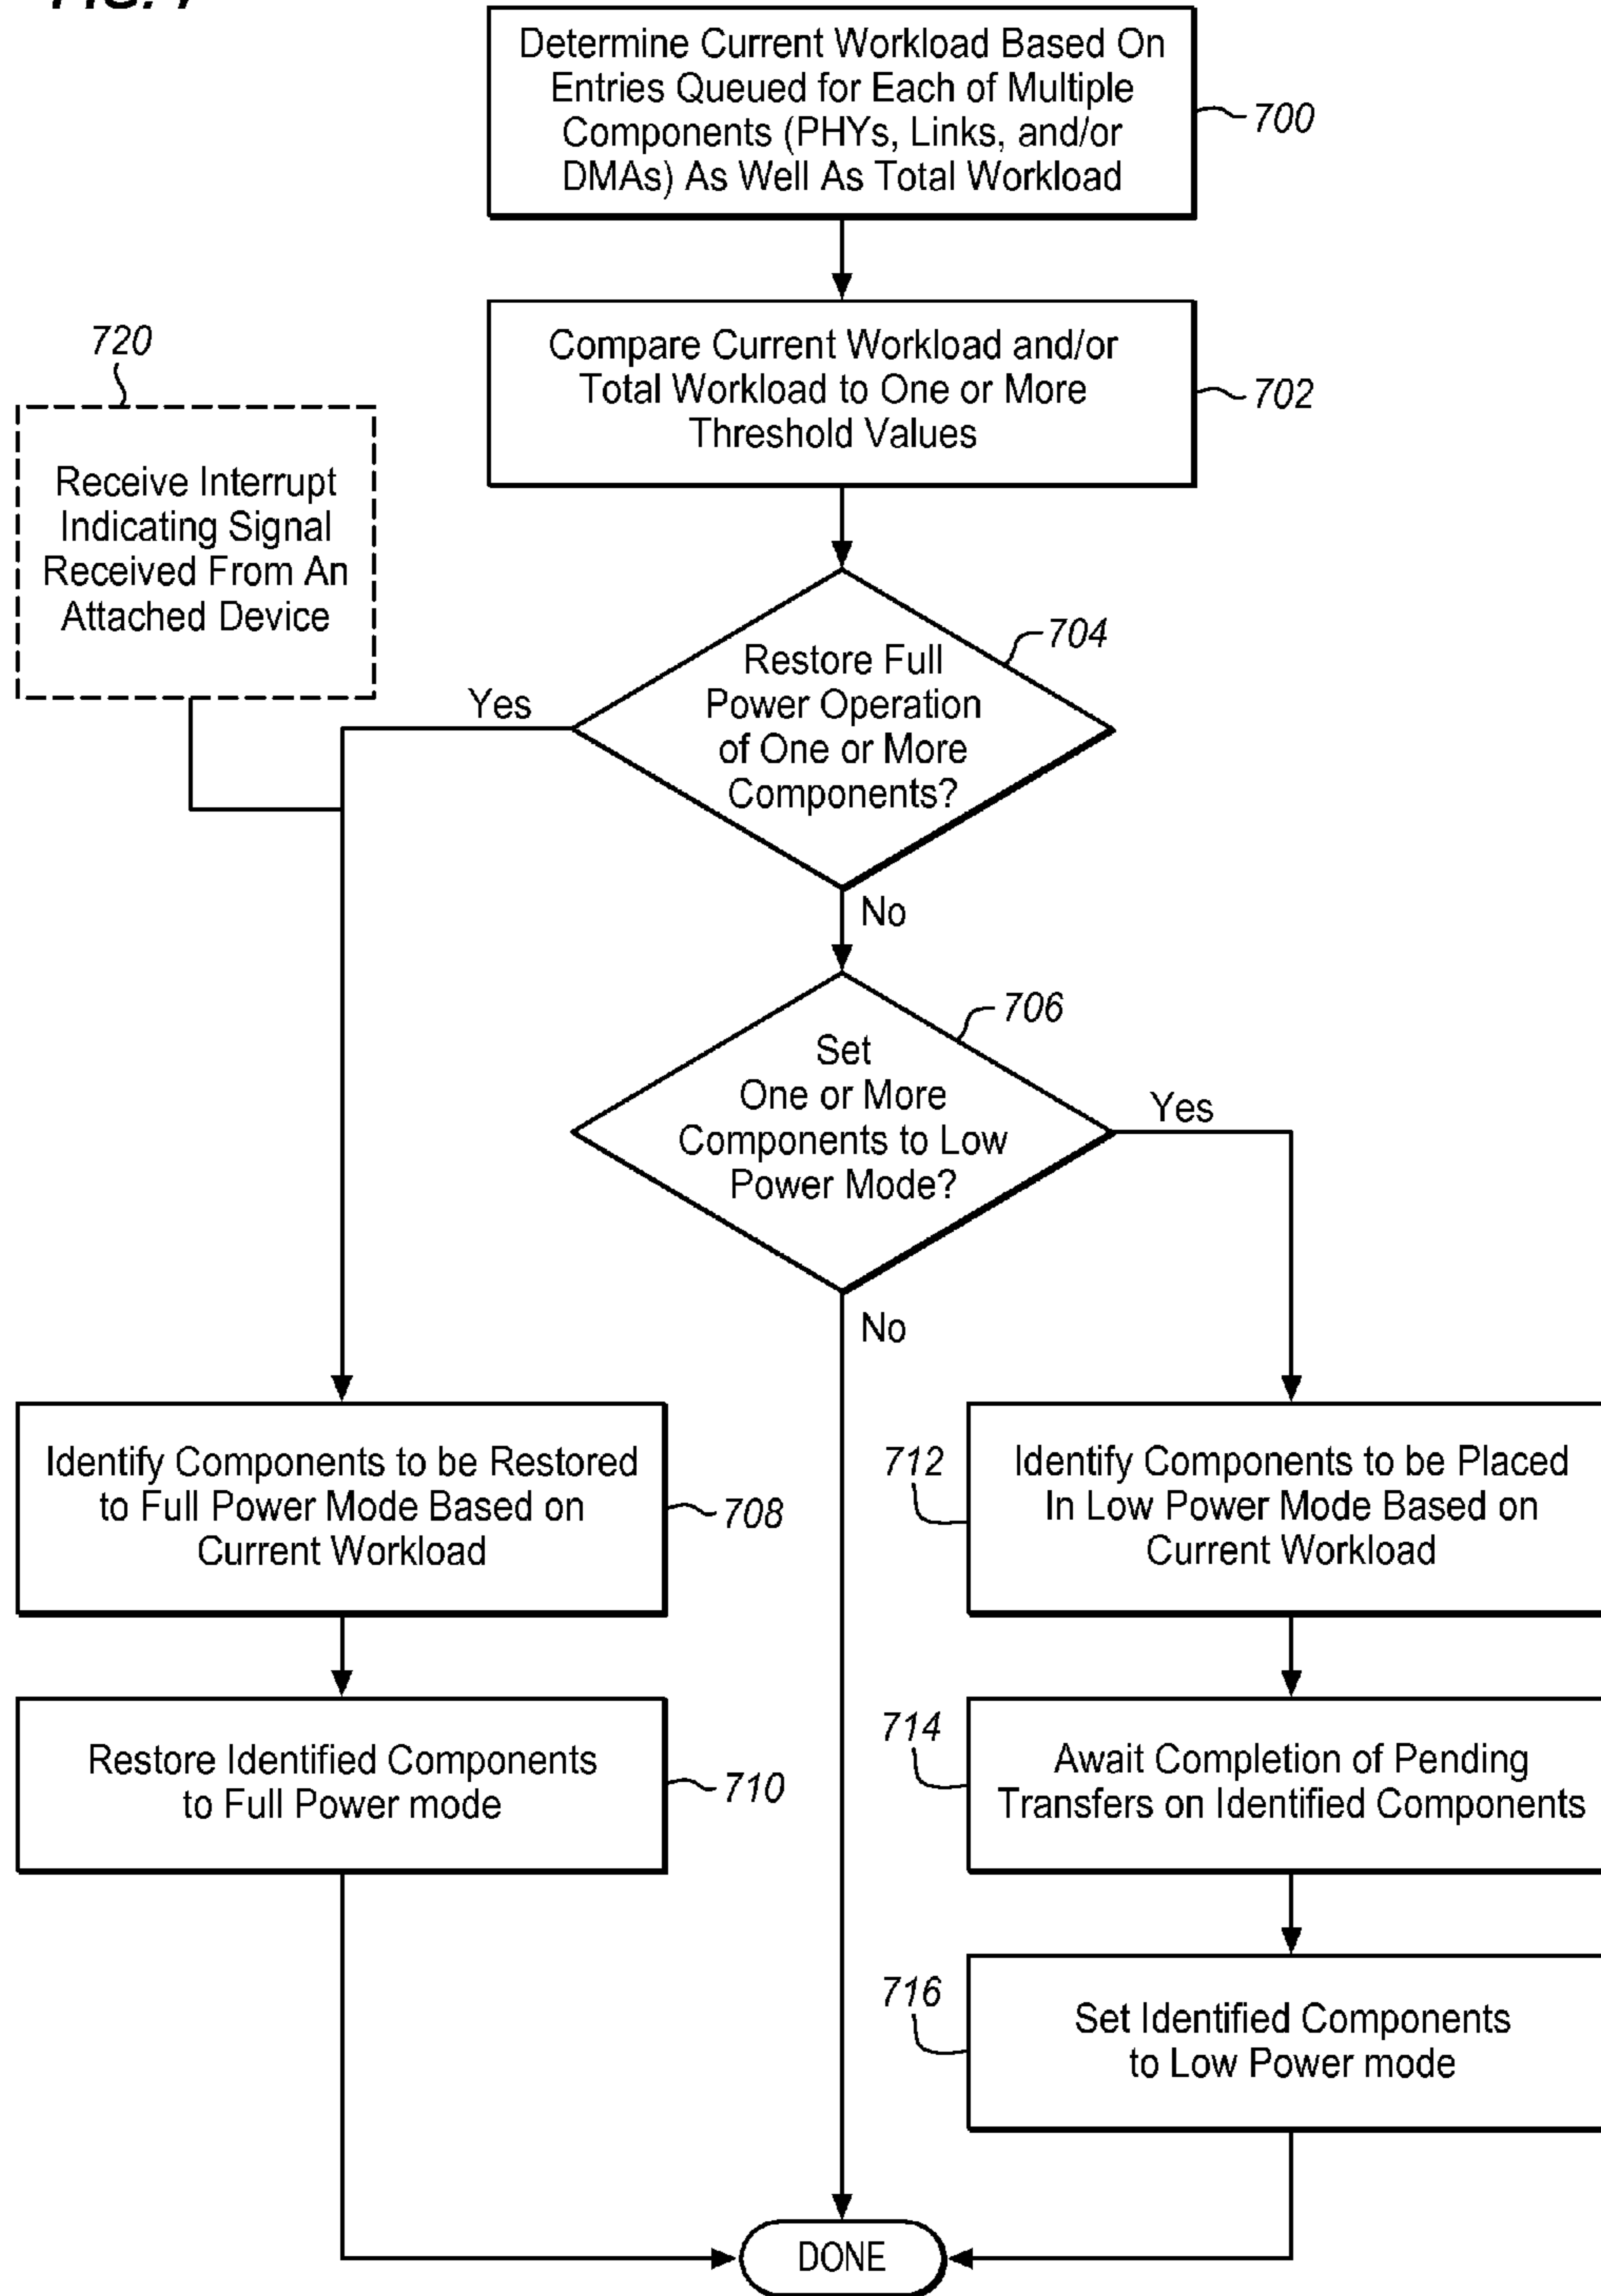 Determine Current Workload Based On
Entries Queued for Each of Multiple
Components (PHYs, Links, and/or
DMAs) As Well As Total Workload
700
Compare Current Workload and/or
Total Workload to One or More
Threshold Values
702
720
Receive Interrupt
Indicating Signal
Received From An
Attached Device
Restore Full
Power Operation
of One or More
Components?
704
Yes
No
Set
One or More
Components to Low
Power Mode?
706
Yes
No
Identify Components to be Restored
to Full Power Mode Based on
Current Workload
708
712
Identify Components to be Placed
In Low Power Mode Based on
Current Workload
Restore Identified Components
to Full Power mode
710
714
Await Completion of Pending
Transfers on Identified Components
716
Set Identified Components
to Low Power mode
DONE